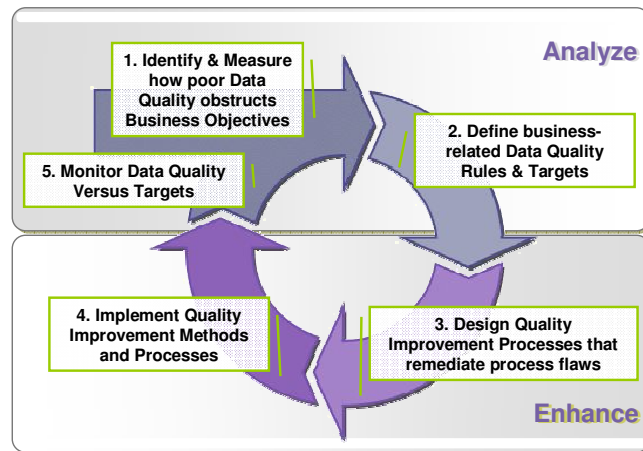 Analyze
1. Identify & Measure
how poor Data
Quality obstructs
Business Objectives
2. Define business-
related Data Quality
Rules & Targets
5. Monitor Data Quality
Versus Targets
4. Implement Quality
Improvement Methods
and Processes
3. Design Quality
Improvement Processes that
remediate process flaws
Enhance